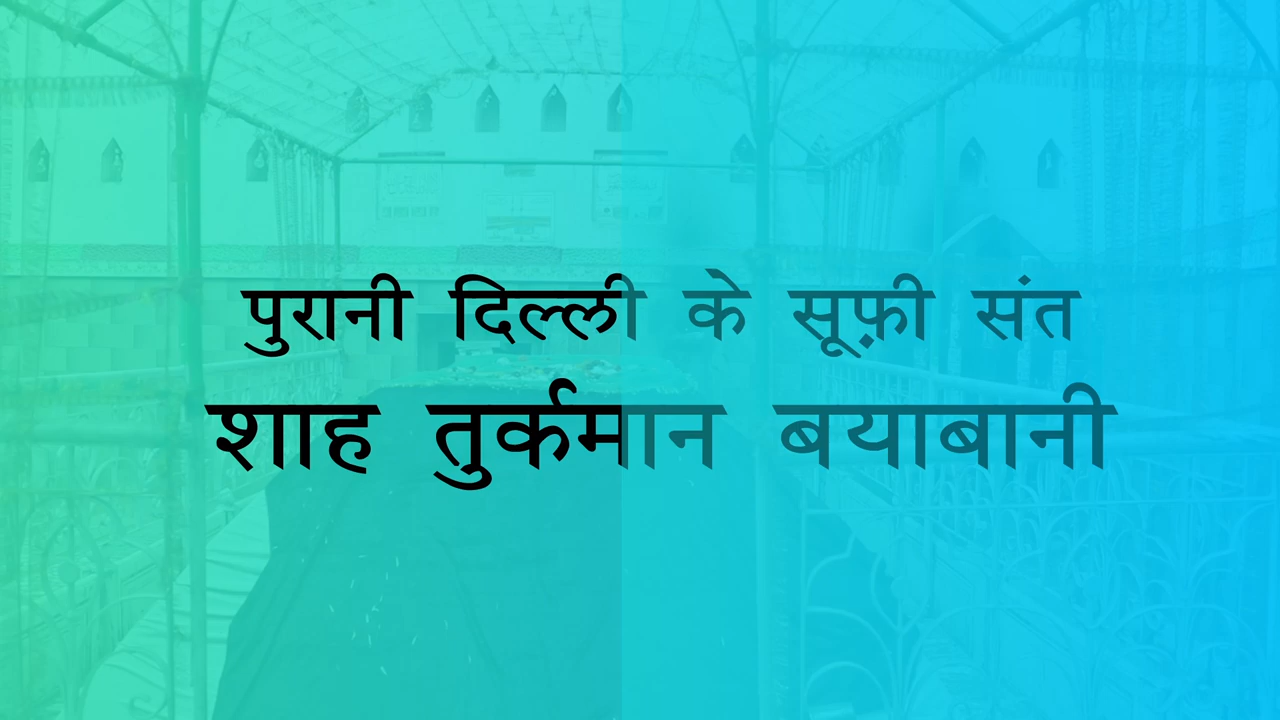 पुरानी दिल्ली के सूफ़ी संत
शाह तुर्कमान बयाबानी